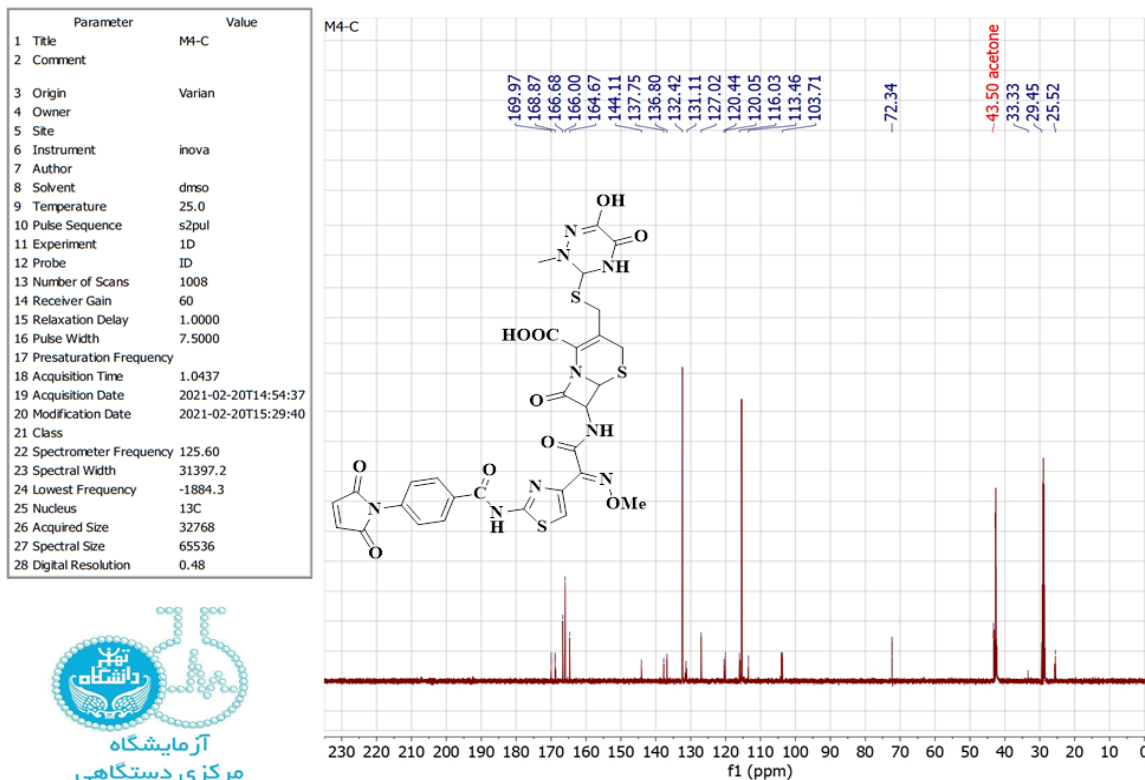 Parameter Value
1 Title M4-C
2 Comment
3 Origin Varian
4 Owner
5 Site
6 Instrument inova
7 Author
8 Solvent dmso
9 Temperature 25.0
10 Pulse Sequence s2pul
11 Experiment 1D
12 Probe ID
13 Number of Scans 1008
14 Receiver Gain 60
15 Relaxation Delay 1.0000
16 Pulse Width 7.5000
17 Presaturation Frequency
18 Acquisition Time 1.0437
19 Acquisition Date 2021-02-20T14:54:37
20 Modification Date 2021-02-20T15:29:40
21 Class
22 Spectrometer Frequency 125.60
23 Spectral Width 31397.2
24 Lowest Frequency -1884.3
25 Nucleus 13C
26 Acquired Size 32768
27 Spectral Size 65536
28 Digital Resolution 0.48
دانشگاه تهران
آزمایشگاه
مرکزی دستگاهی
M4-C
169.97
168.87
166.68
166.00
164.67
144.11
137.75
136.80
132.42
131.11
127.02
120.44
120.05
116.03
113.46
103.71
72.34
43.50 acetone
33.33
29.45
25.52
OH
N
O
N
NH
S
HOOC
N
S
O
NH
O
N
OMe
O
N
O
O
C
N
H
N
S
230 220 210 200 190 180 170 160 150 140 130 120 110 100 90 80 70 60 50 40 30 20 10 0
f1 (ppm)